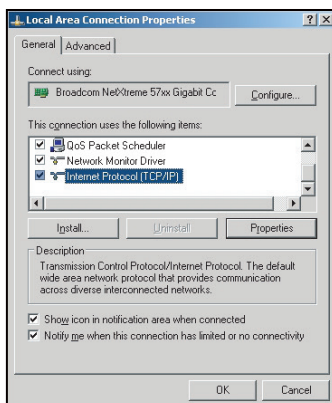 Local Area Connection Properties
General Advanced
Connect using:
Broadcom NetXtreme 57xx Gigabit Cc
Configure...
This connection uses the following items:
QoS Packet Scheduler
Network Monitor Driver
Internet Protocol (TCP/IP)
Install... Uninstall Properties
Description
Transmission Control Protocol/Internet Protocol. The default
wide area network protocol that provides communication
across diverse interconnected networks.
Show icon in notification area when connected
Notify me when this connection has limited or no connectivity
OK Cancel